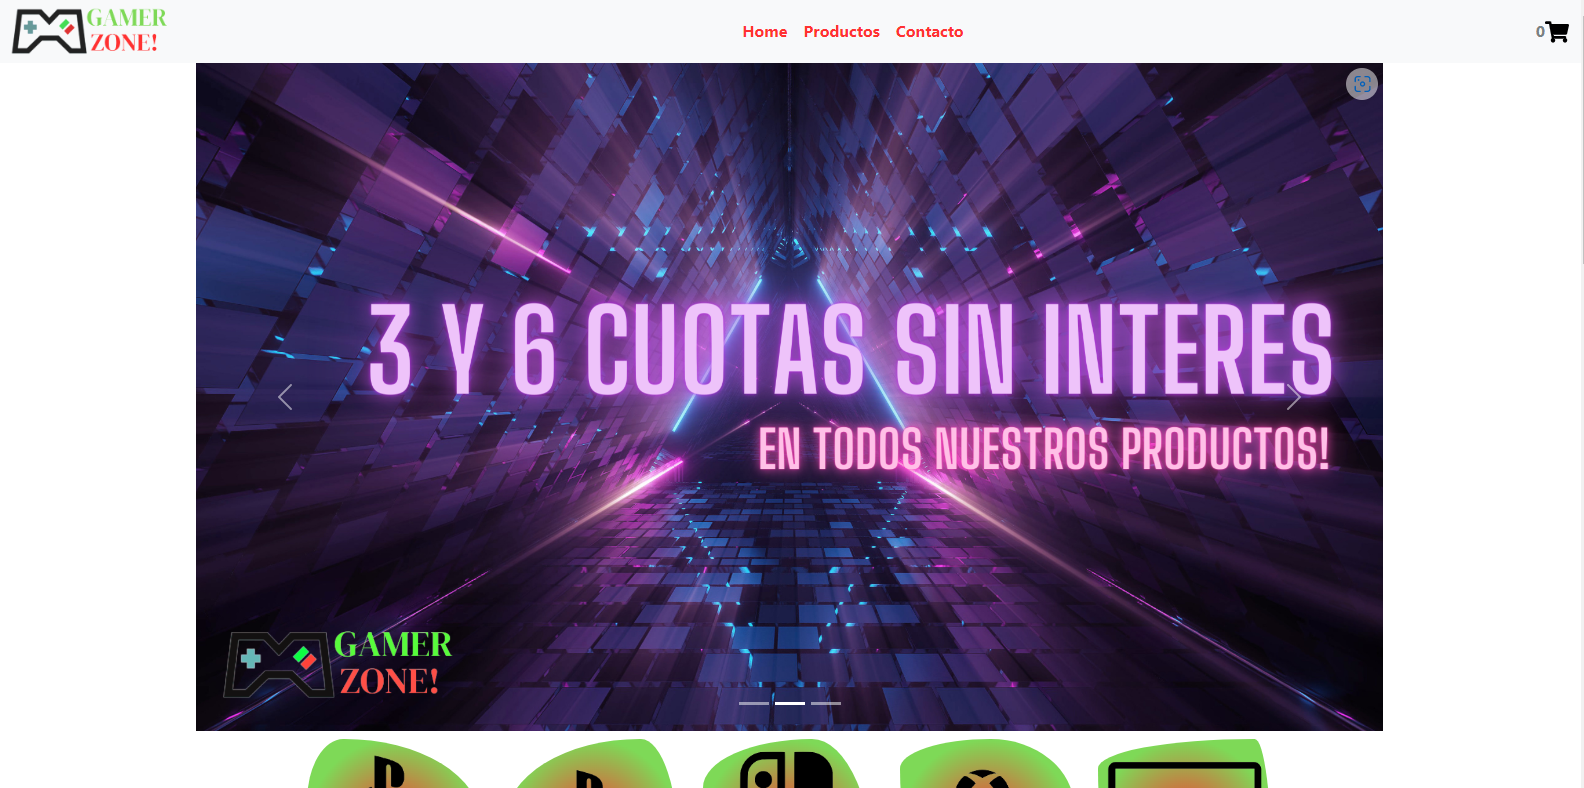 GAMER
ZONE!
Home Productos Contacto
0
3 Y 6 CUOTAS SIN INTERES
EN TODOS NUESTROS PRODUCTOS!
GAMER
ZONE!